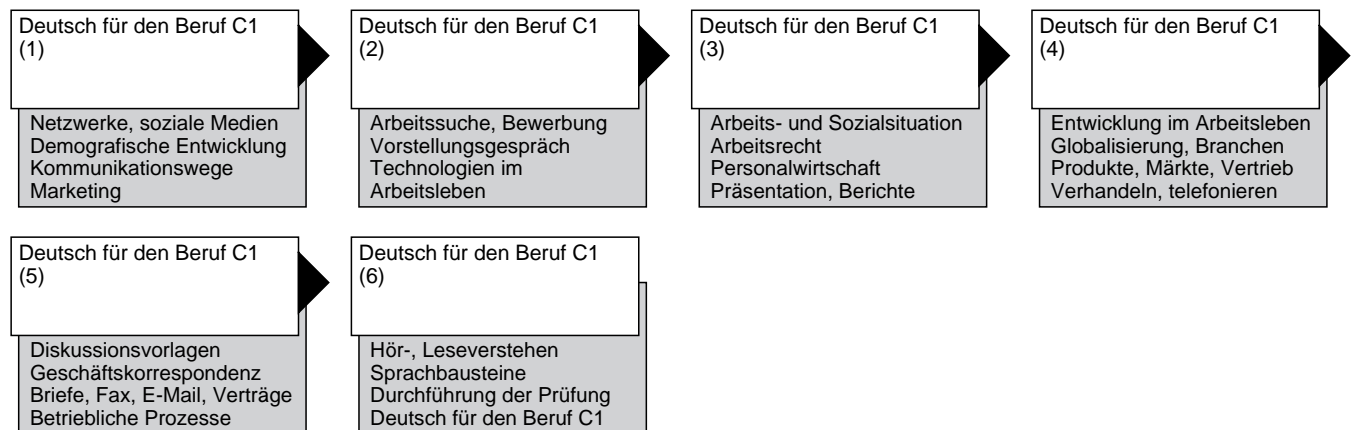 Deutsch für den Beruf C1
(1)
Netzwerke, soziale Medien
Demografische Entwicklung
Kommunikationswege
Marketing
Deutsch für den Beruf C1
(2)
Arbeitssuche, Bewerbung
Vorstellungsgespräch
Technologien im
Arbeitsleben
Deutsch für den Beruf C1
(3)
Arbeits- und Sozialsituation
Arbeitsrecht
Personalwirtschaft
Präsentation, Berichte
Deutsch für den Beruf C1
(4)
Entwicklung im Arbeitsleben
Globalisierung, Branchen
Produkte, Märkte, Vertrieb
Verhandeln, telefonieren
Deutsch für den Beruf C1
(5)
Diskussionsvorlagen
Geschäftskorrespondenz
Briefe, Fax, E-Mail, Verträge
Betriebliche Prozesse
Deutsch für den Beruf C1
(6)
Hör-, Leseverstehen
Sprachbausteine
Durchführung der Prüfung
Deutsch für den Beruf C1